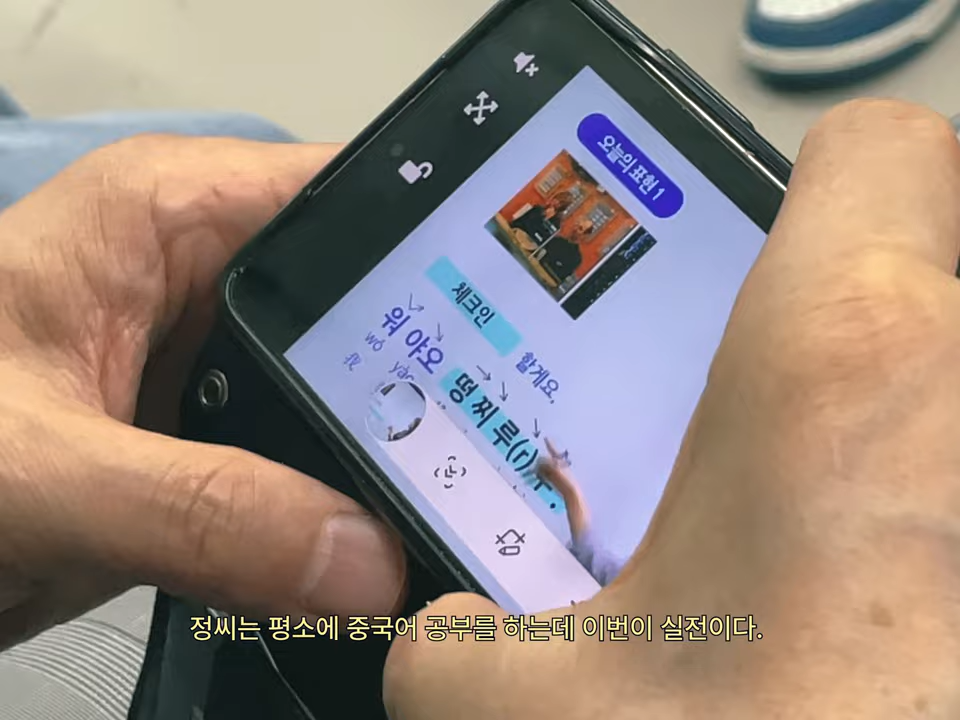 오늘의 표현 1
체크인 할게요,
워 야오 떵 찌 루(r)
wǒ
我
정씨는 평소에 중국어 공부를 하는데 이번이 실전이다.